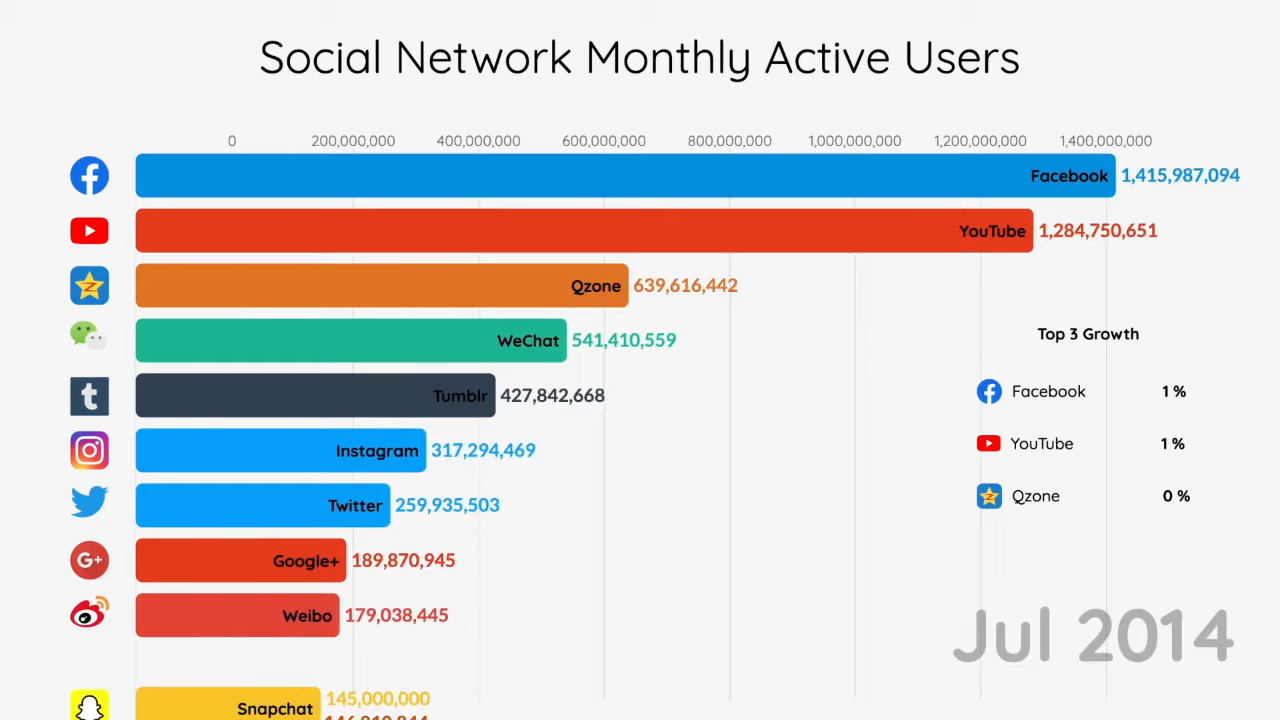 Social Network Monthly Active Users
0 200,000,000 400,000,000 600,000,000 800,000,000 1,000,000,000 1,200,000,000 1,400,000,000
Facebook 1,415,987,094
YouTube 1,284,750,651
Qzone 639,616,442
WeChat 541,410,559
Top 3 Growth
Tumblr 427,842,668
Facebook 1 %
Instagram 317,294,469
YouTube 1 %
Twitter 259,935,503
Qzone 0 %
Google+ 189,870,945
Weibo 179,038,445
Jul 2014
Snapchat 145,000,000